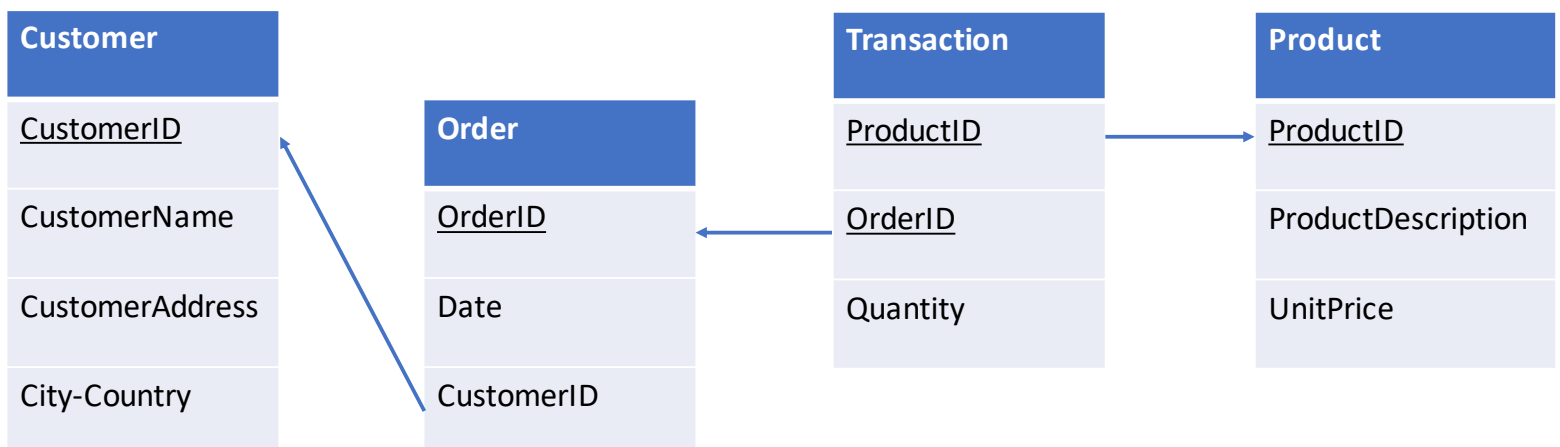 Customer
CustomerID
CustomerName
CustomerAddress
City-Country
Order
OrderID
Date
CustomerID
Transaction
ProductID
OrderID
Quantity
Product
ProductID
ProductDescription
UnitPrice